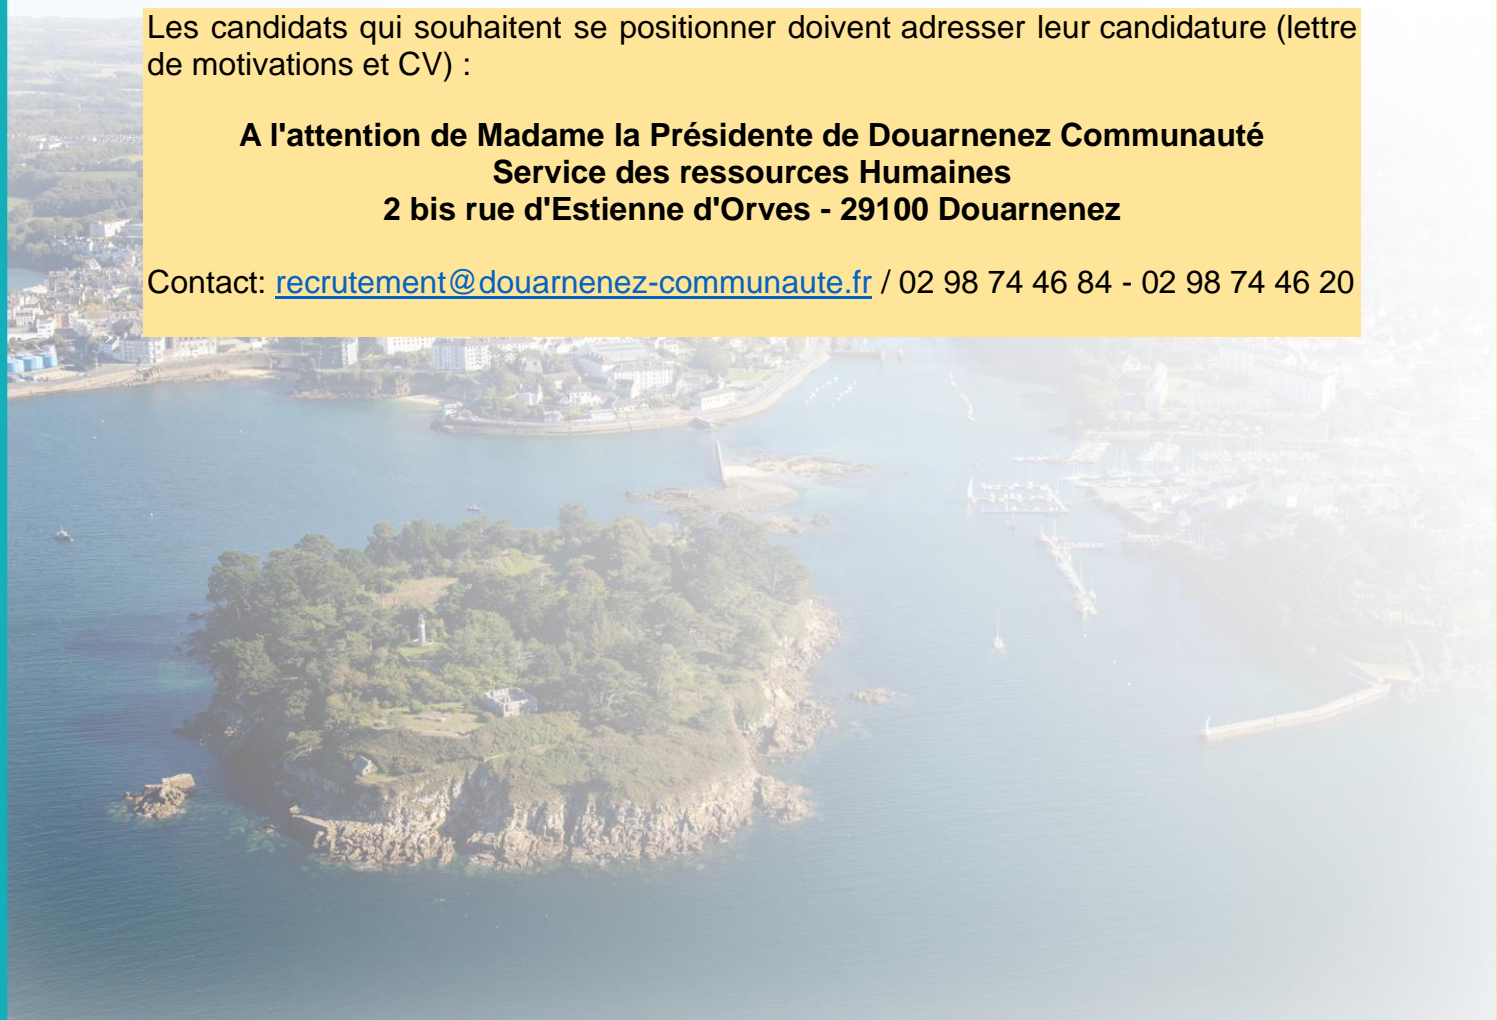 Les candidats qui souhaitent se positionner doivent adresser leur candidature (lettre
de motivations et CV) :
A l'attention de Madame la Présidente de Douarnenez Communauté
Service des ressources Humaines
2 bis rue d'Estienne d'Orves - 29100 Douarnenez
Contact: recrutement@douarnenez-communaute.fr / 02 98 74 46 84 - 02 98 74 46 20